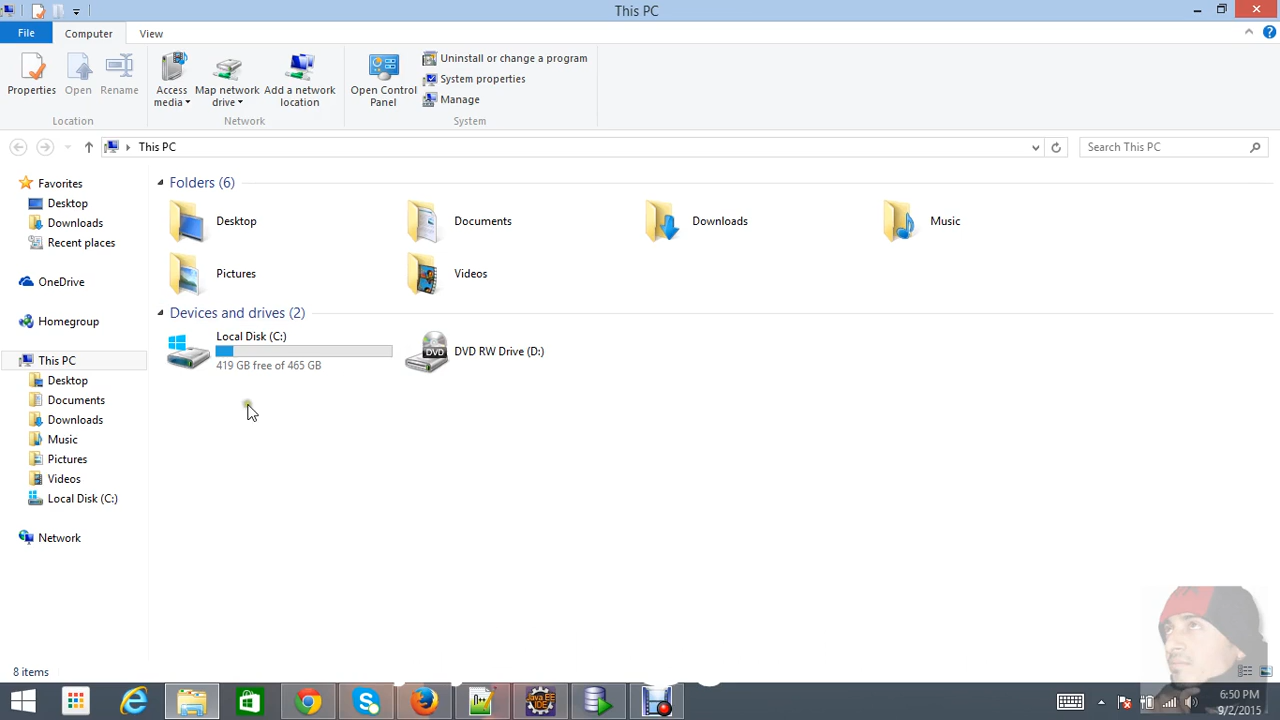 This PC
File Computer View
Properties Open Rename Access media Map network drive Add a network location Open Control Panel Uninstall or change a program
System properties
Manage
Location Network System
This PC Search This PC
Favorites
Desktop
Downloads
Recent places
OneDrive
Homegroup
This PC
Desktop
Documents
Downloads
Music
Pictures
Videos
Local Disk (C:)
Network
Folders (6)
Desktop Documents Downloads Music
Pictures Videos
Devices and drives (2)
Local Disk (C:)
419 GB free of 465 GB
DVD RW Drive (D:)
DVD
8 items
Java EE
IDE
6:50 PM
9/2/2015